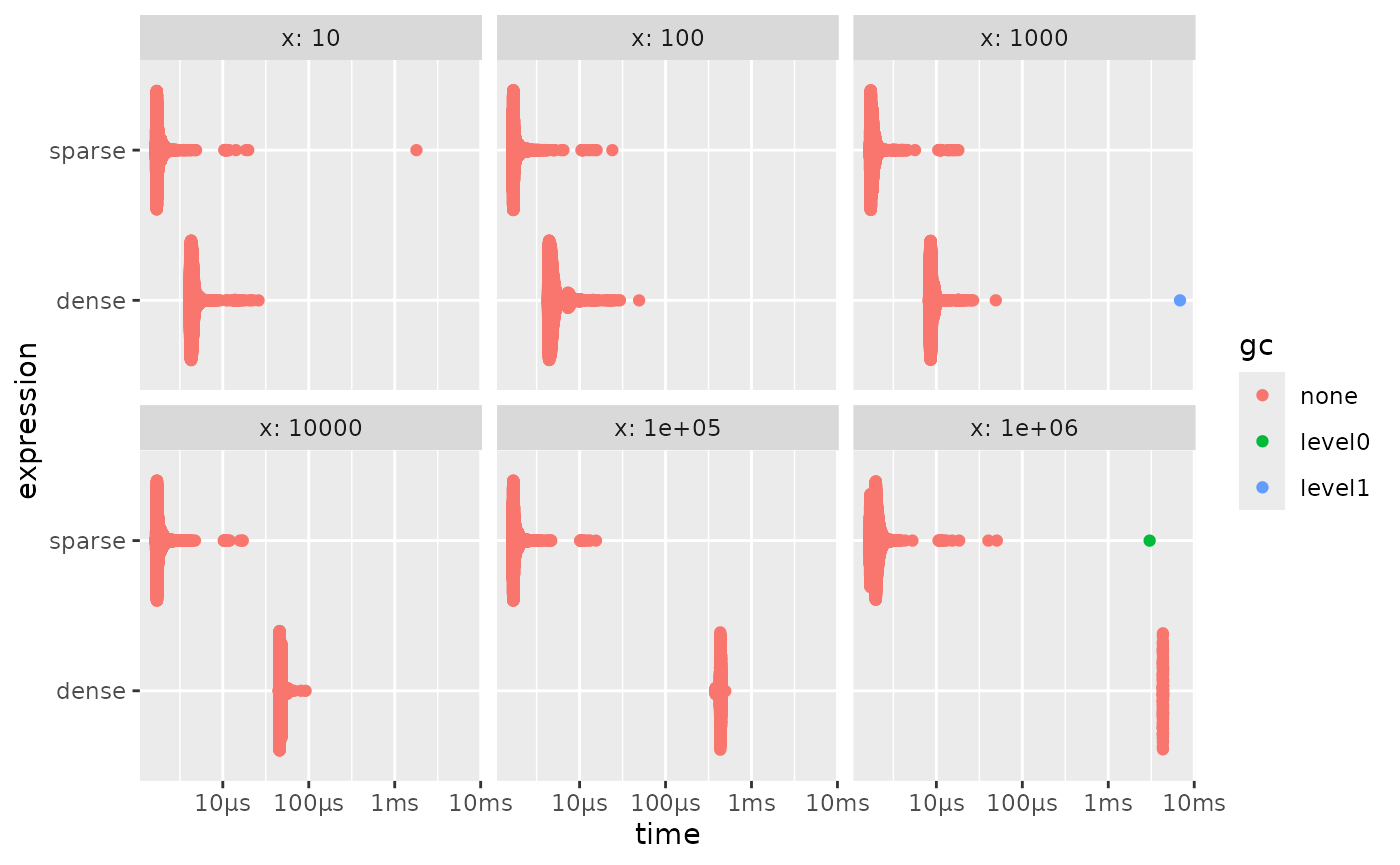 x: 10
x: 100
x: 1000
sparse
dense
x: 10000
x: 1e+05
x: 1e+06
sparse
dense
10µs
100µs
1ms
10ms
10µs
100µs
1ms
10ms
10µs
100µs
1ms
10ms
time
expression
gc
none
level0
level1